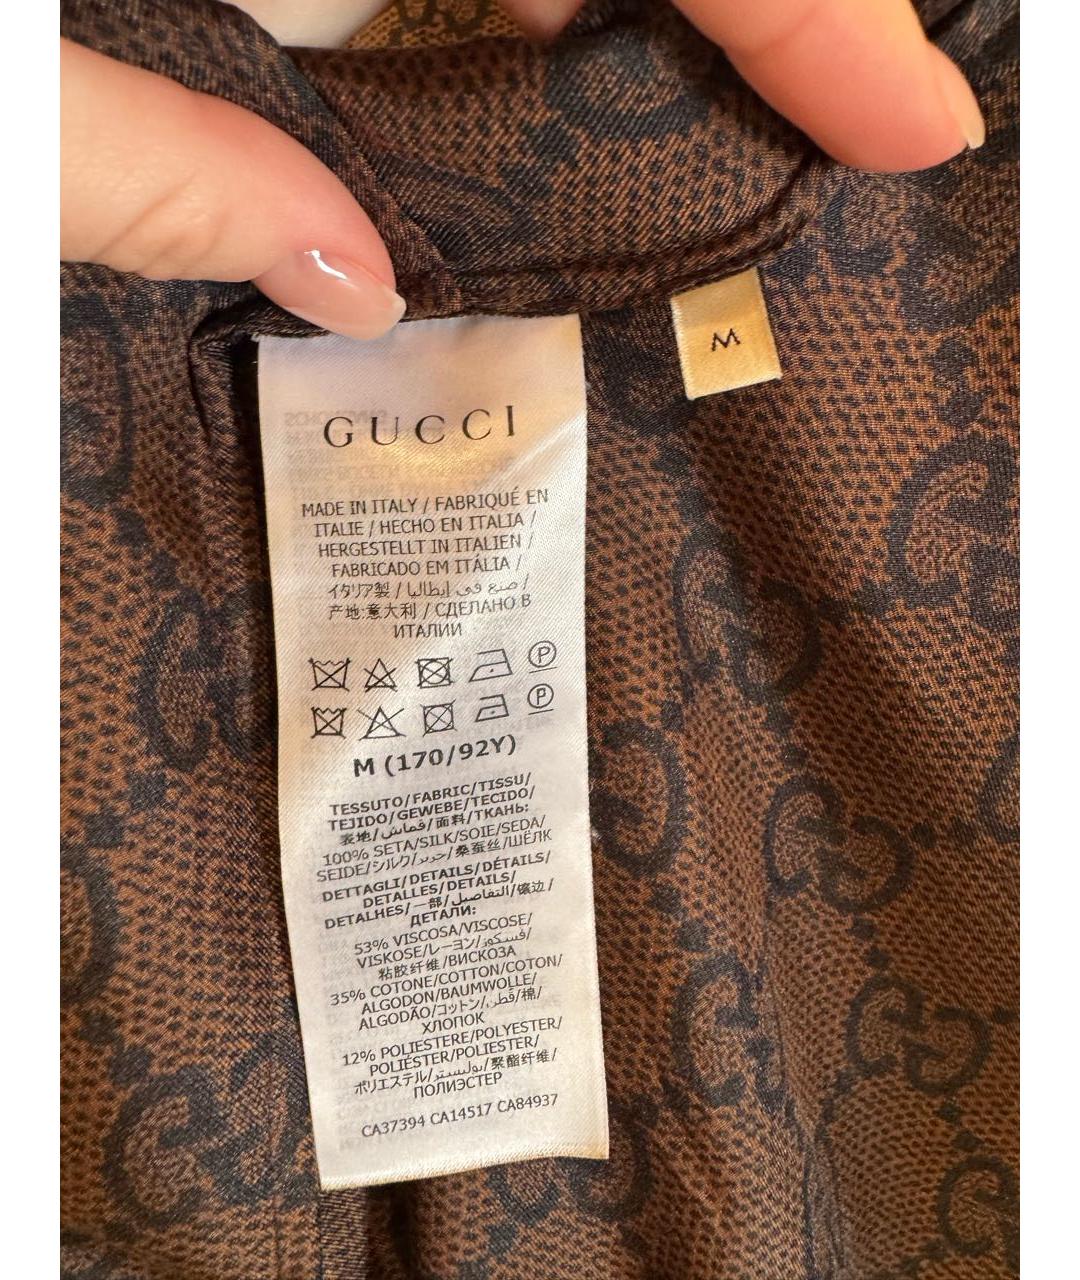 M
GUCCI
MADE IN ITALY / FABRIQUÉ EN
ITALIE / HECHO EN ITALIA /
HERGESTELLT IN ITALIEN /
FABRICADO EM ITÁLIA /
イタリア製 / صنع في إيطاليا /
产地:意大利 / СДЕЛАНО В
ИТАЛИИ
P
P
M (170/92Y)
TESSUTO/FABRIC/TISSU/
TEJIDO/GEWEBE/TECIDO/
表地/قماش/面料/ТКАНЬ:
100% SETA/SILK/SOIE/SEDA/
SEIDE/シルク/حرير/桑蚕丝/ШЁЛК
DETTAGLI/DETAILS/DÉTAILS/
DETALLES/DETAILS/
DETALHES/一部/التفاصيل/镶边/
ДЕТАЛИ:
53% VISCOSA/VISCOSE/
VISKOSE/レーヨン/فسكوز/
粘胶纤维/ВИСКОЗА
35% COTONE/COTTON/COTON/
ALGODON/BAUMWOLLE/
ALGODÃO/コットン/قطن/棉/
ХЛОПОК
12% POLIESTERE/POLYESTER/
POLIÉSTER/POLIESTER/
ポリエステル/بوليستر/聚酯纤维/
ПОЛИЭСТЕР
CA37394 CA14517 CA84937